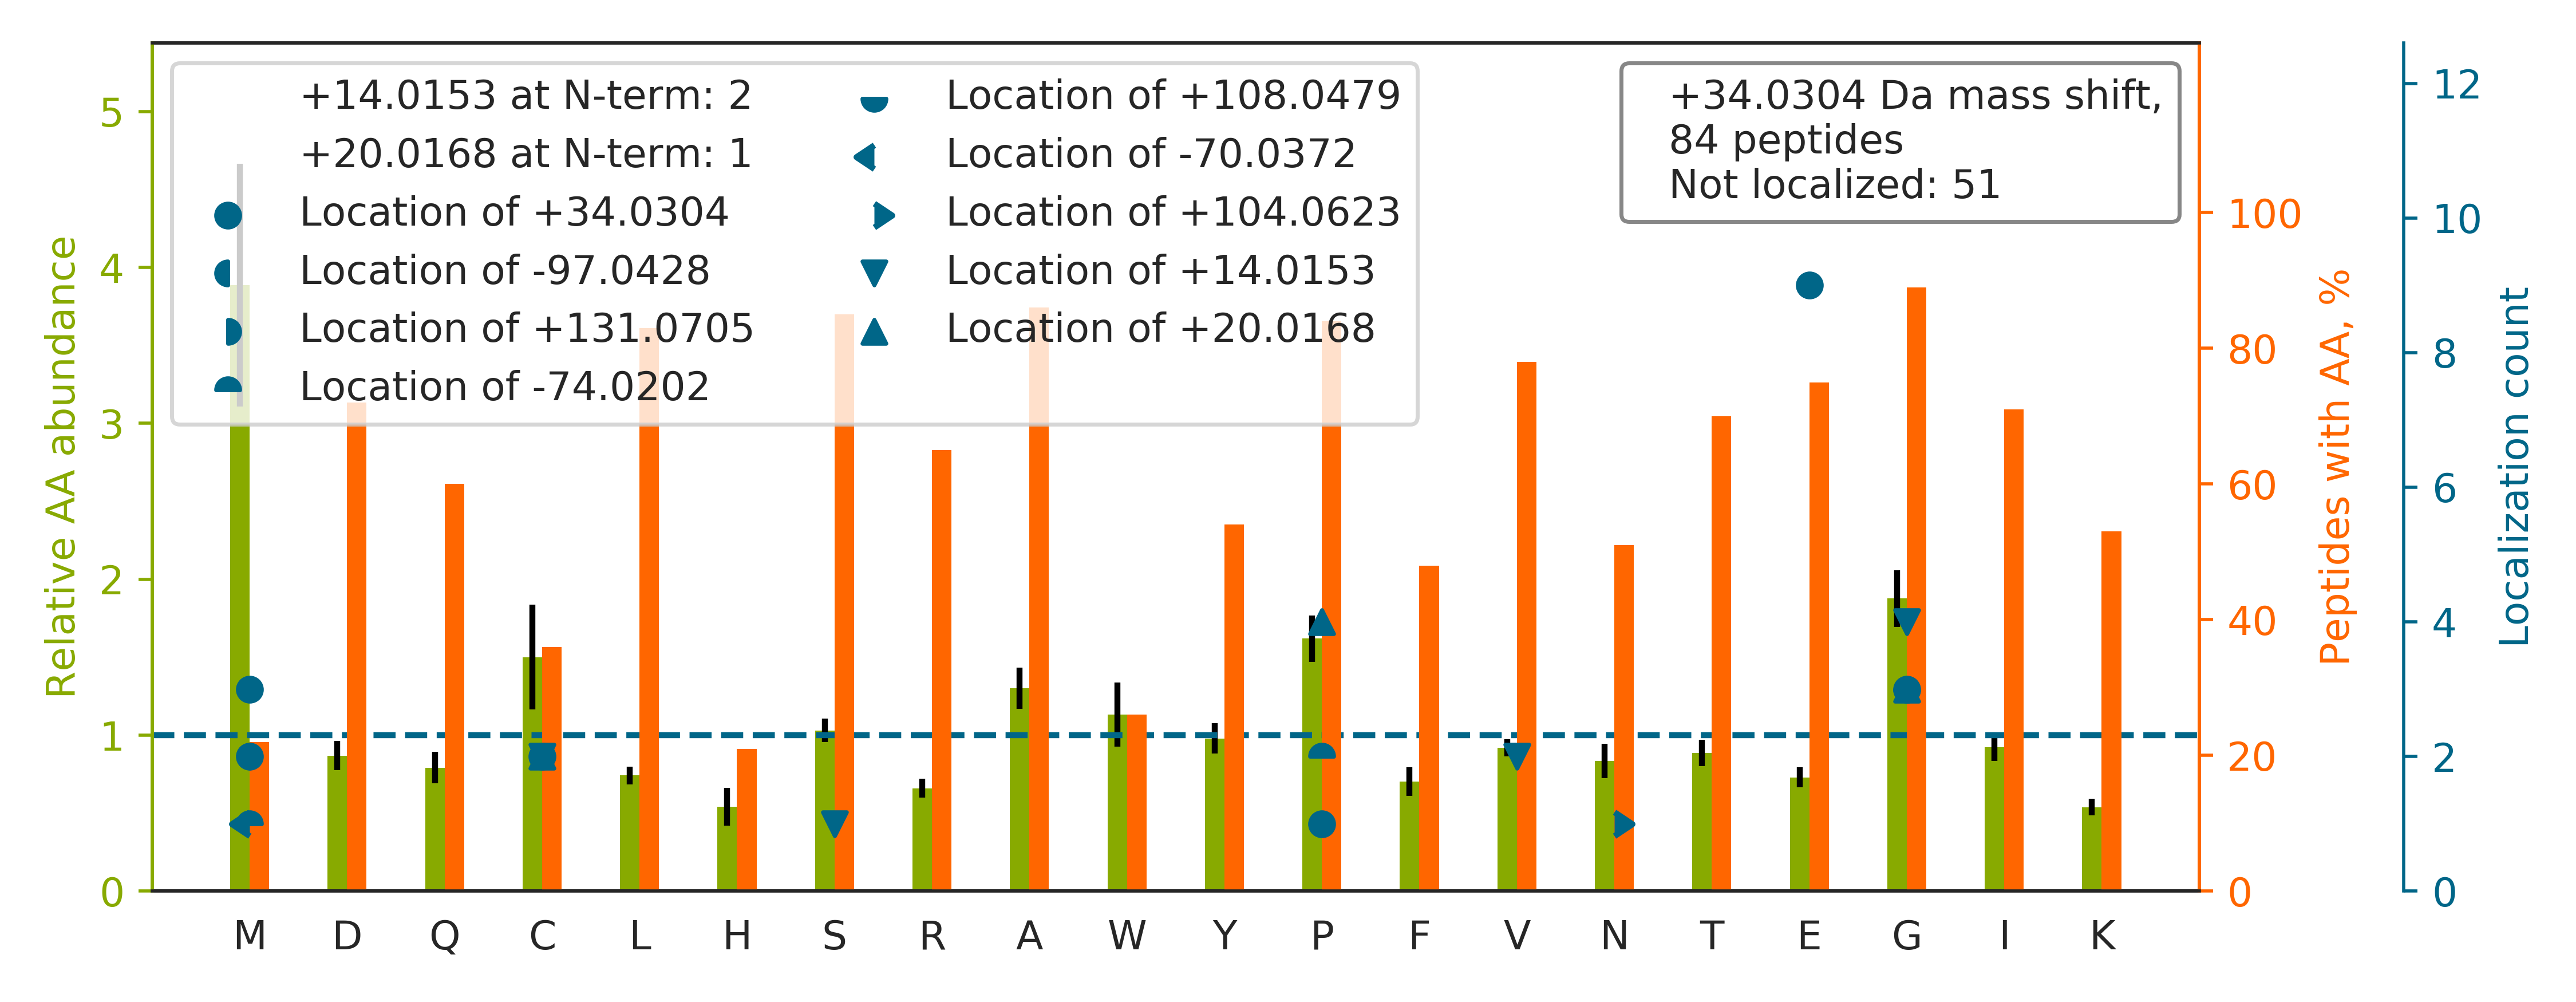 +14.0153 at N-term: 2
+20.0168 at N-term: 1
Location of +34.0304
Location of -97.0428
Location of +131.0705
Location of -74.0202
Location of +108.0479
Location of -70.0372
Location of +104.0623
Location of +14.0153
Location of +20.0168
+34.0304 Da mass shift,
84 peptides
Not localized: 51
Relative AA abundance
5
4
3
2
1
0
M D Q C L H S R A W Y P F V N T E G I K
100
80
60
40
20
0
Peptides with AA, %
12
10
8
6
4
2
0
Localization count